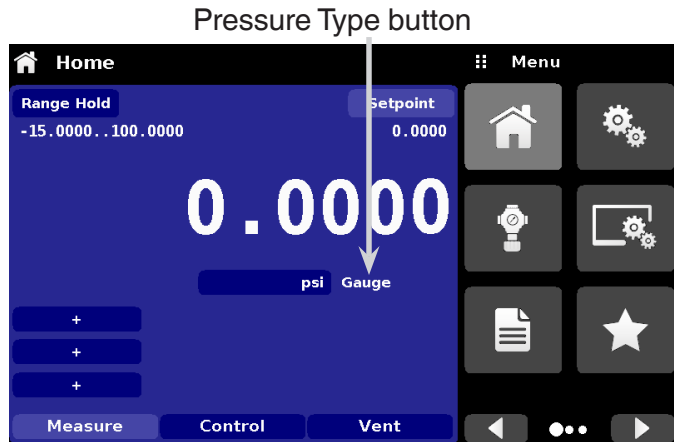 Pressure Type button
Home
Menu
Range Hold
Setpoint
-15.0000..100.0000
0.0000
0.0000
psi
Gauge
+
+
+
Measure
Control
Vent